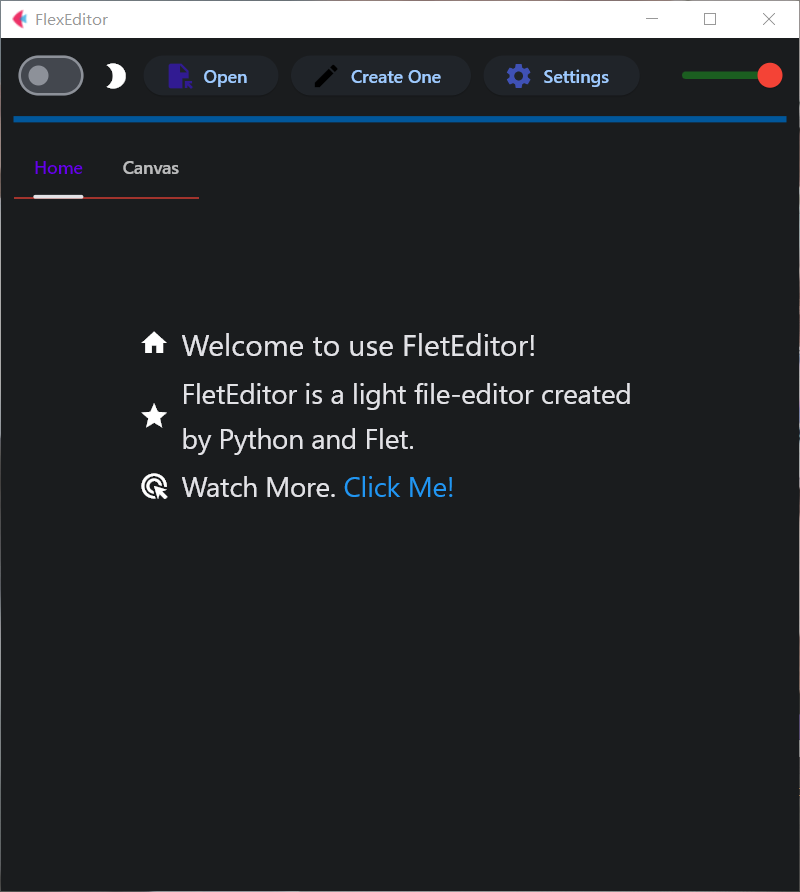 FlexEditor
Open
Create One
Settings
Home
Canvas
Welcome to use FletEditor!
FletEditor is a light file-editor created
by Python and Flet.
Watch More. Click Me!